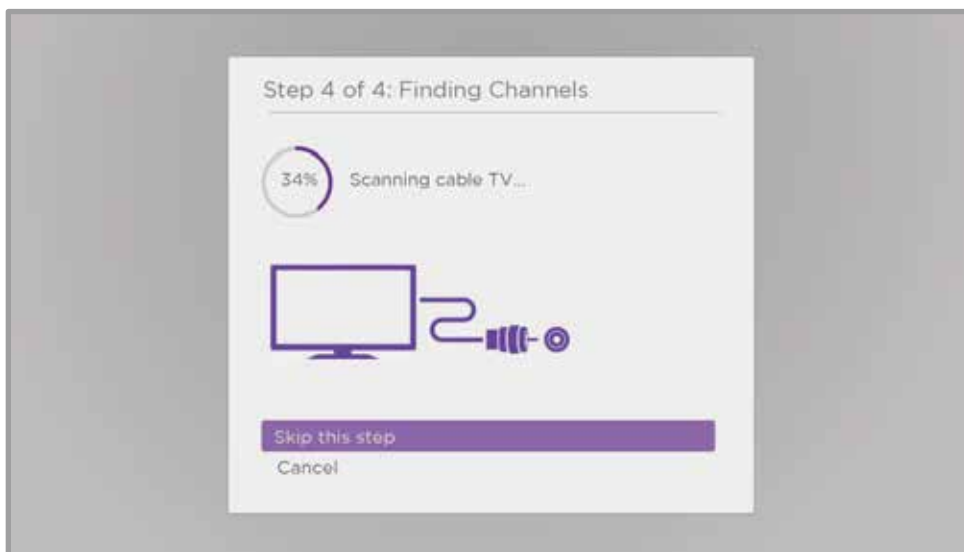 Step 4 of 4: Finding Channels
34%
Scanning cable TV...
Skip this step
Cancel